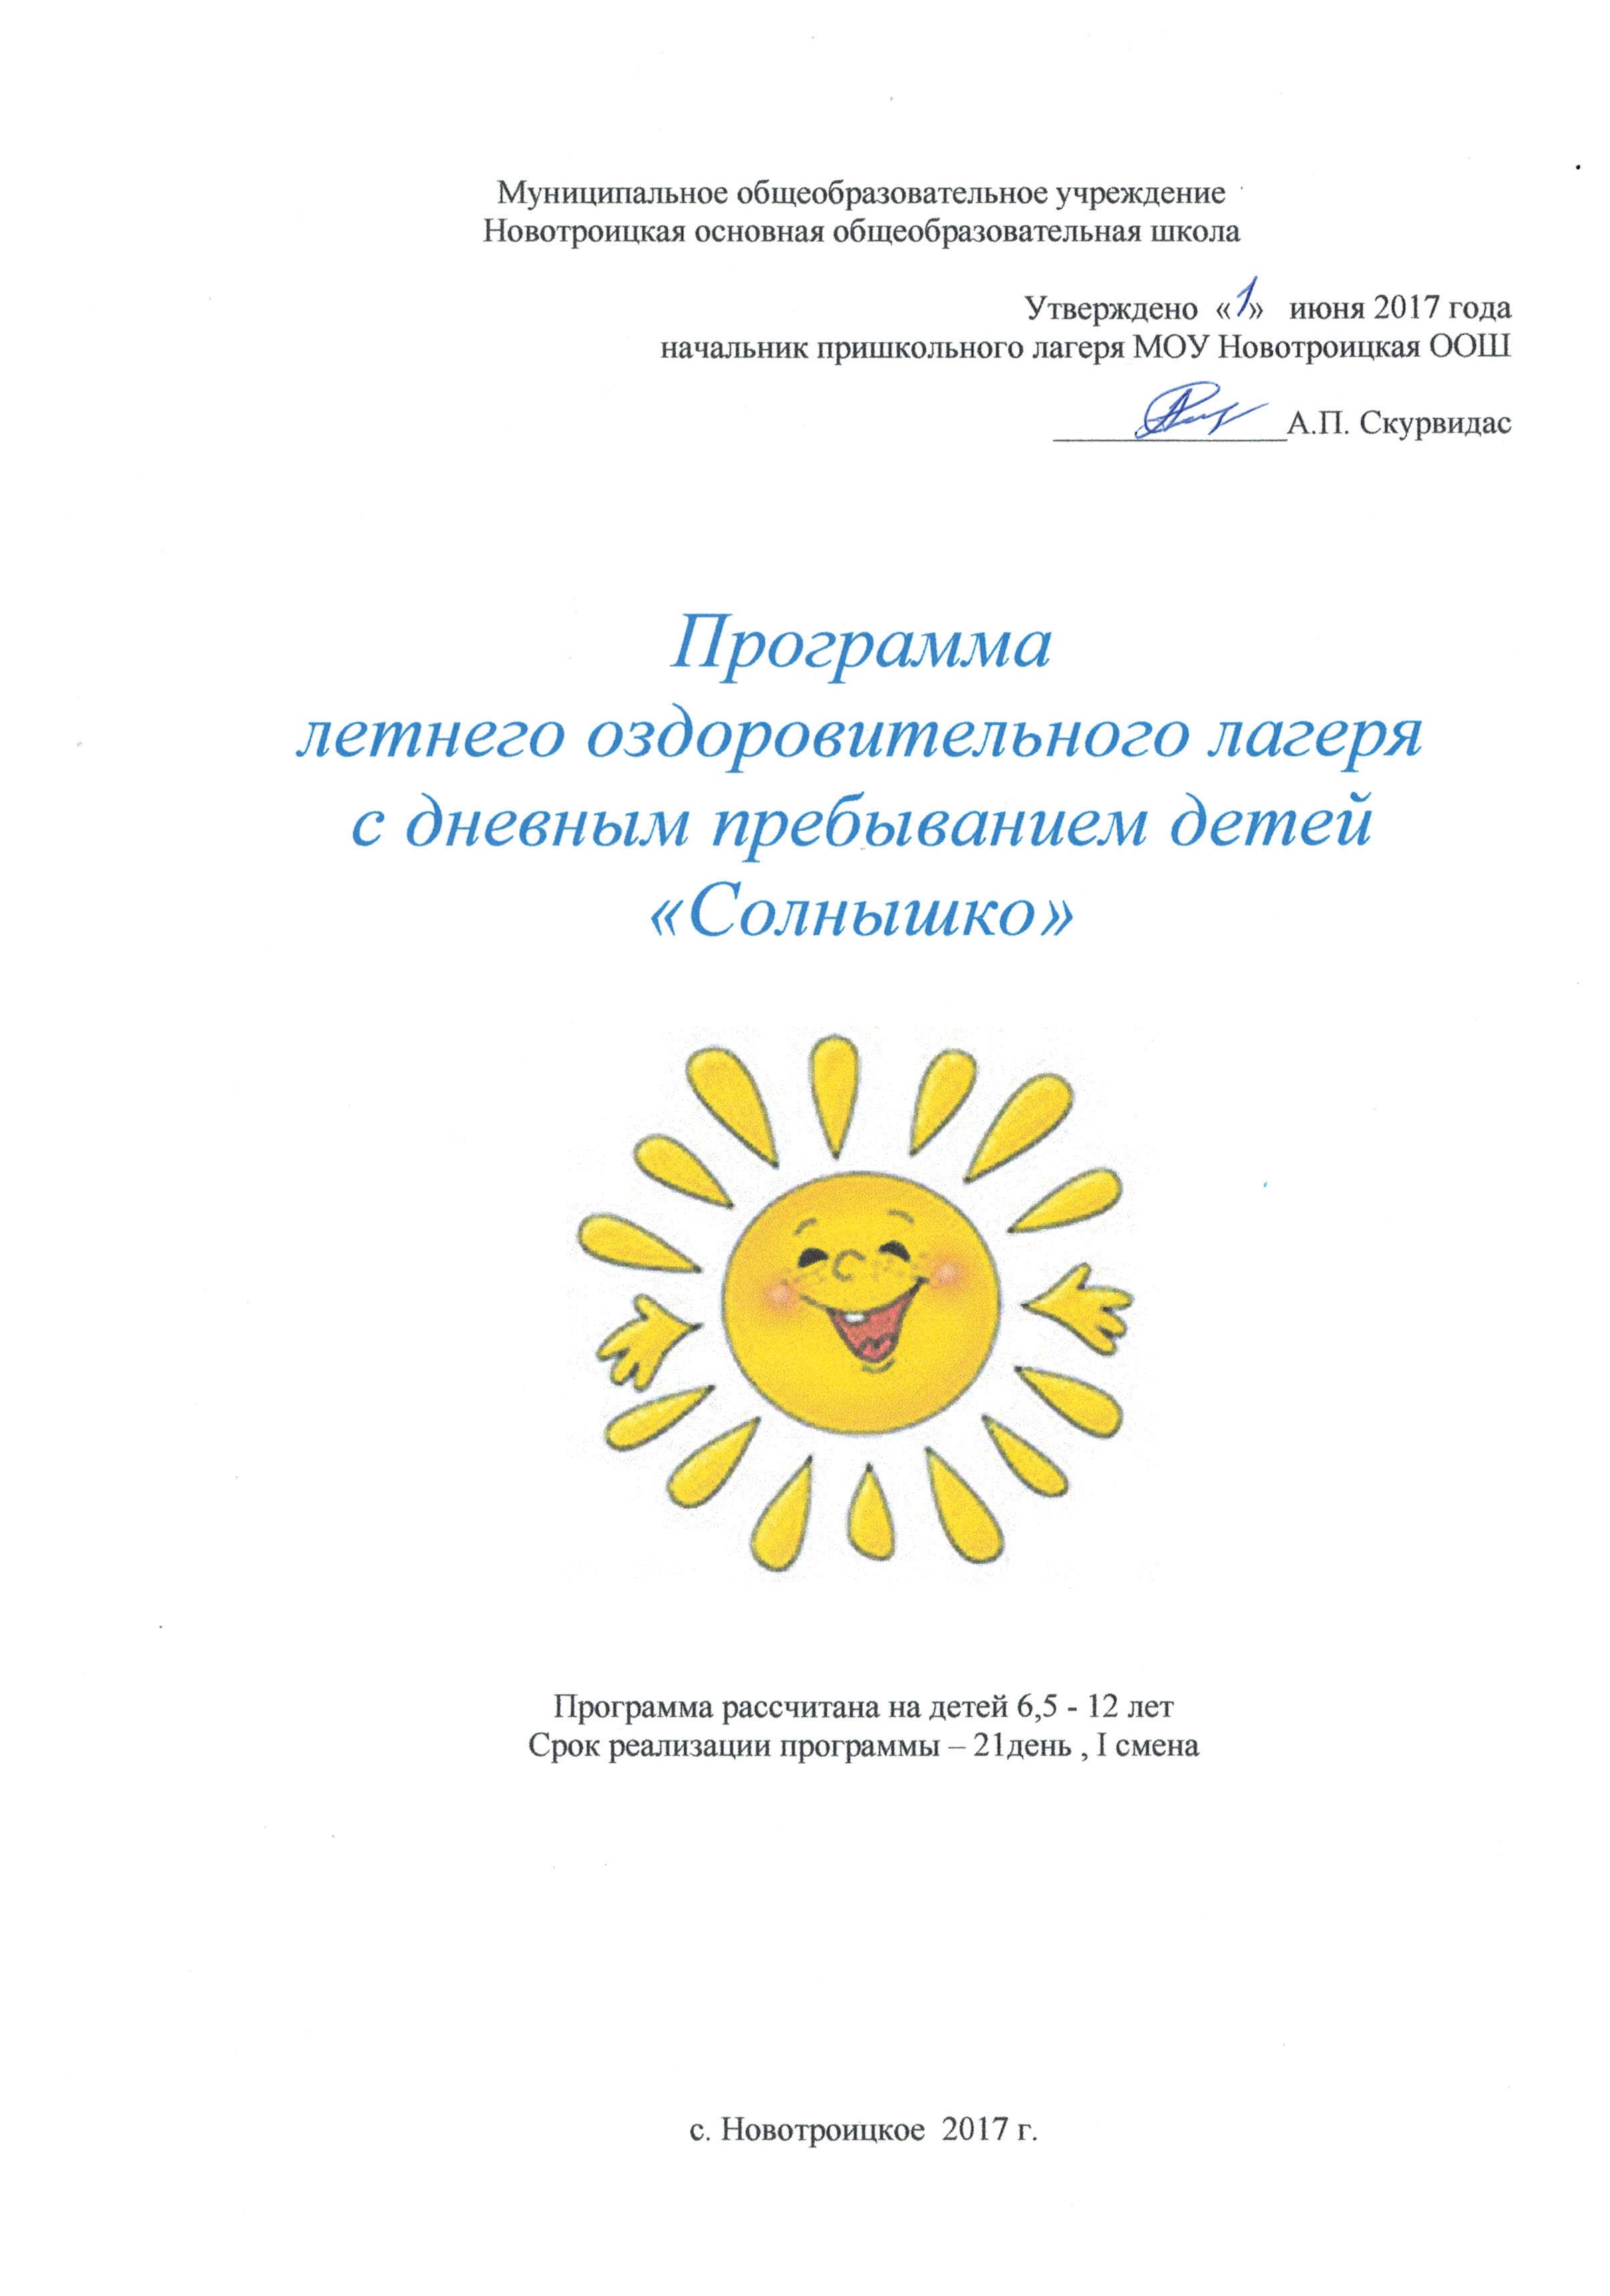 Муниципальное общеобразовательное учреждение
Новотроицкая основная общеобразовательная школа
Утверждено «1» июня 2017 года
начальник пришкольного лагеря МОУ Новотроицкая ООШ
______________А.П. Скурвидас
Программа
летнего оздоровительного лагеря
с дневным пребыванием детей
«Солнышко»
Программа рассчитана на детей 6,5 - 12 лет
Срок реализации программы – 21день , I смена
с. Новотроицкое 2017 г.